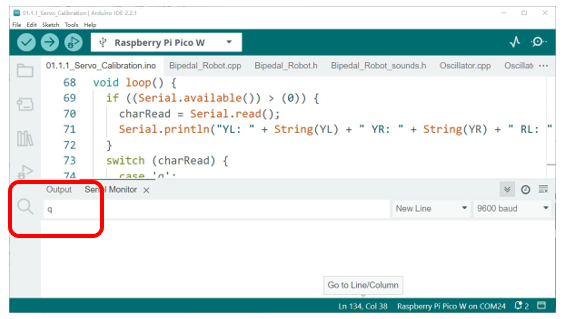 01.1.1_Servo_Calibration | Arduino IDE 2.2.1
File Edit Sketch Tools Help
Raspberry Pi Pico W
01.1.1_Servo_Calibration.ino Bipedal_Robot.cpp Bipedal_Robot.h Bipedal_Robot_sounds.h Oscillator.cpp Oscillat
68 void loop() {
69 if ((Serial.available()) > (0)) {
70 charRead = Serial.read();
71 Serial.println("YL: " + String(YL) + " YR: " + String(YR) + " RL: "
72 }
73 switch (charRead) {
74 case 'q':
Output Serial Monitor
q New Line 9600 baud
Go to Line/Column
Ln 134, Col 38 Raspberry Pi Pico W on COM24 2